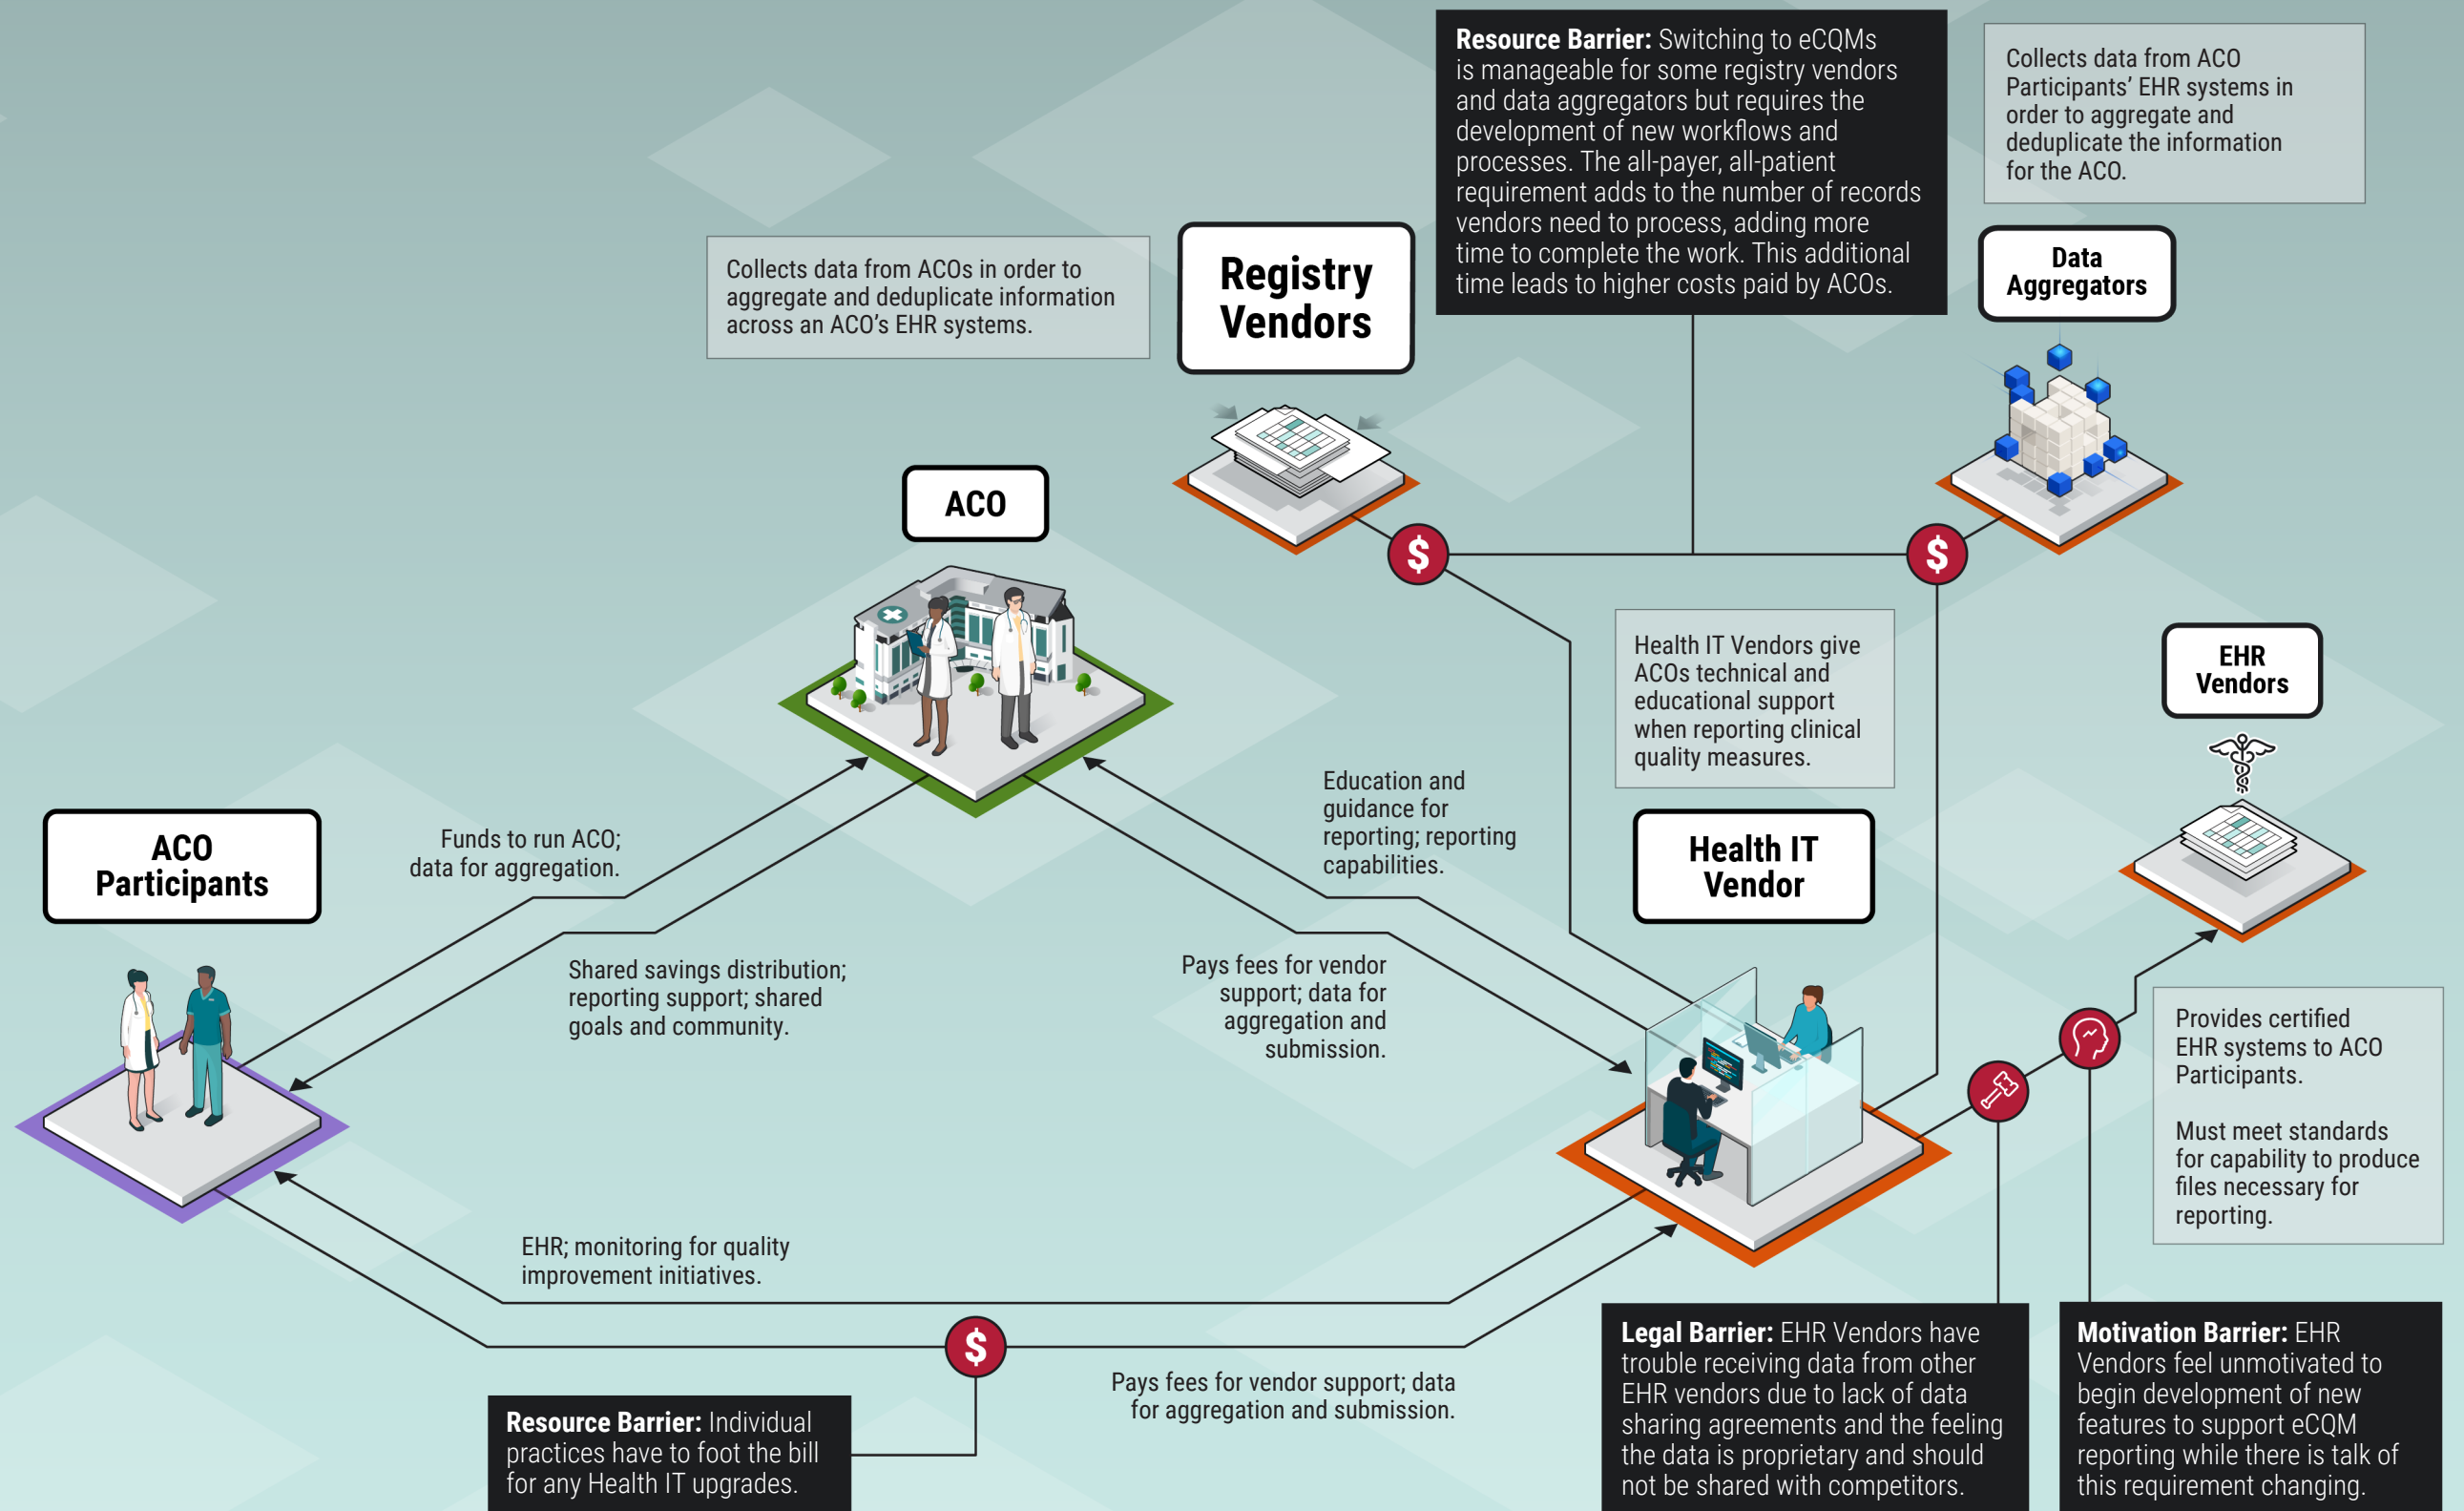 Resource Barrier: Switching to eCQMs
is manageable for some registry vendors
and data aggregators but requires the
development of new workflows and
processes. The all-payer, all-patient
requirement adds to the number of records
vendors need to process, adding more
time to complete the work. This additional
time leads to higher costs paid by ACOs.
Collects data from ACO
Participants’ EHR systems in
order to aggregate and
deduplicate the information
for the ACO.
Collects data from ACOs in order to
aggregate and deduplicate information
across an ACO’s EHR systems.
Registry
Vendors
Data
Aggregators
ACO
$
$
Health IT Vendors give
ACOs technical and
educational support
when reporting clinical
quality measures.
EHR
Vendors
ACO
Participants
Funds to run ACO;
data for aggregation.
Education and
guidance for
reporting; reporting
capabilities.
Health IT
Vendor
Shared savings distribution;
reporting support; shared
goals and community.
Pays fees for vendor
support; data for
aggregation and
submission.
Provides certified
EHR systems to ACO
Participants.
Must meet standards
for capability to produce
files necessary for
reporting.
EHR; monitoring for quality
improvement initiatives.
$
Pays fees for vendor support; data
for aggregation and submission.
Resource Barrier: Individual
practices have to foot the bill
for any Health IT upgrades.
Legal Barrier: EHR Vendors have
trouble receiving data from other
EHR vendors due to lack of data
sharing agreements and the feeling
the data is proprietary and should
not be shared with competitors.
Motivation Barrier: EHR
Vendors feel unmotivated to
begin development of new
features to support eCQM
reporting while there is talk of
this requirement changing.